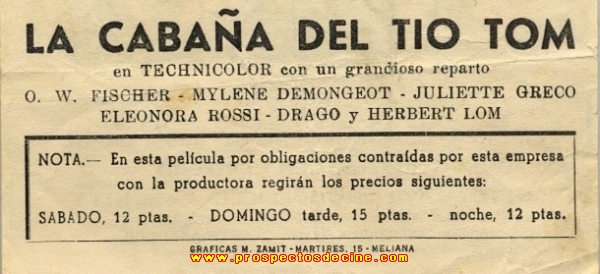 LA CABAÑA DEL TIO TOM
en TECHNICOLOR con un grandioso reparto
O. W. FISCHER - MYLENE DEMONGEOT - JULIETTE GRECO
ELEONORA ROSSI - DRAGO y HERBERT LOM
NOTA.— En esta película por obligaciones contraídas por esta empresa
con la productora regirán los precios siguientes:
SABADO, 12 ptas. - DOMINGO tarde, 15 ptas. - noche, 12 ptas.
GRAFICAS M. ZAMIT - MARTIRES, 15 - MELIANA
www.prospectosdecine.com